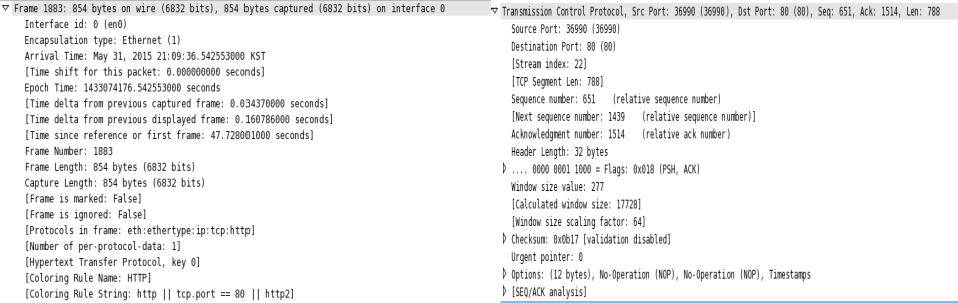 Frame 1883: 854 bytes on wire (6832 bits), 854 bytes captured (6832 bits) on interface 0
Interface id: 0 (en0)
Encapsulation type: Ethernet (1)
Arrival Time: May 31, 2015 21:09:36.542553000 KST
[Time shift for this packet: 0.000000000 seconds]
Epoch Time: 1433074176.542553000 seconds
[Time delta from previous captured frame: 0.034370000 seconds]
[Time delta from previous displayed frame: 0.160786000 seconds]
[Time since reference or first frame: 47.728001000 seconds]
Frame Number: 1883
Frame Length: 854 bytes (6832 bits)
Capture Length: 854 bytes (6832 bits)
[Frame is marked: False]
[Frame is ignored: False]
[Protocols in frame: eth:ethertype:ip:tcp:http]
[Number of per-protocol-data: 1]
[Hypertext Transfer Protocol, key 0]
[Coloring Rule Name: HTTP]
[Coloring Rule String: http || tcp.port == 80 || http2]
Transmission Control Protocol, Src Port: 36990 (36990), Dst Port: 80 (80), Seq: 651, Ack: 1514, Len: 788
Source Port: 36990 (36990)
Destination Port: 80 (80)
[Stream index: 22]
[TCP Segment Len: 788]
Sequence number: 651 (relative sequence number)
[Next sequence number: 1439 (relative sequence number)]
Acknowledgment number: 1514 (relative ack number)
Header Length: 32 bytes
.... 0000 0001 1000 = Flags: 0x018 (PSH, ACK)
Window size value: 277
[Calculated window size: 17728]
[Window size scaling factor: 64]
Checksum: 0x0b17 [validation disabled]
Urgent pointer: 0
Options: (12 bytes), No-Operation (NOP), No-Operation (NOP), Timestamps
[SEQ/ACK analysis]